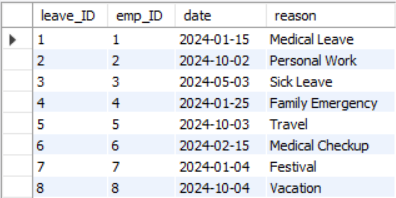 leave_ID emp_ID date reason
1 1 2024-01-15 Medical Leave
2 2 2024-10-02 Personal Work
3 3 2024-05-03 Sick Leave
4 4 2024-01-25 Family Emergency
5 5 2024-10-03 Travel
6 6 2024-02-15 Medical Checkup
7 7 2024-01-04 Festival
8 8 2024-10-04 Vacation